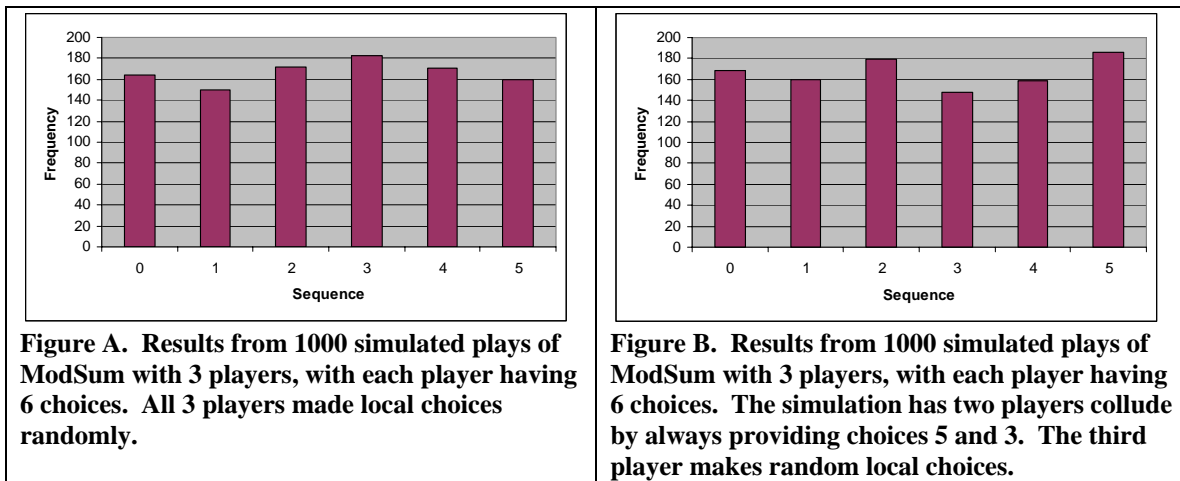 200
180
160
140
120
100
80
60
40
20
0
Frequency
0 1 2 3 4 5
Sequence
Figure A. Results from 1000 simulated plays of
ModSum with 3 players, with each player having
6 choices. All 3 players made local choices
randomly.
200
180
160
140
120
100
80
60
40
20
0
Frequency
0 1 2 3 4 5
Sequence
Figure B. Results from 1000 simulated plays of
ModSum with 3 players, with each player having
6 choices. The simulation has two players collude
by always providing choices 5 and 3. The third
player makes random local choices.